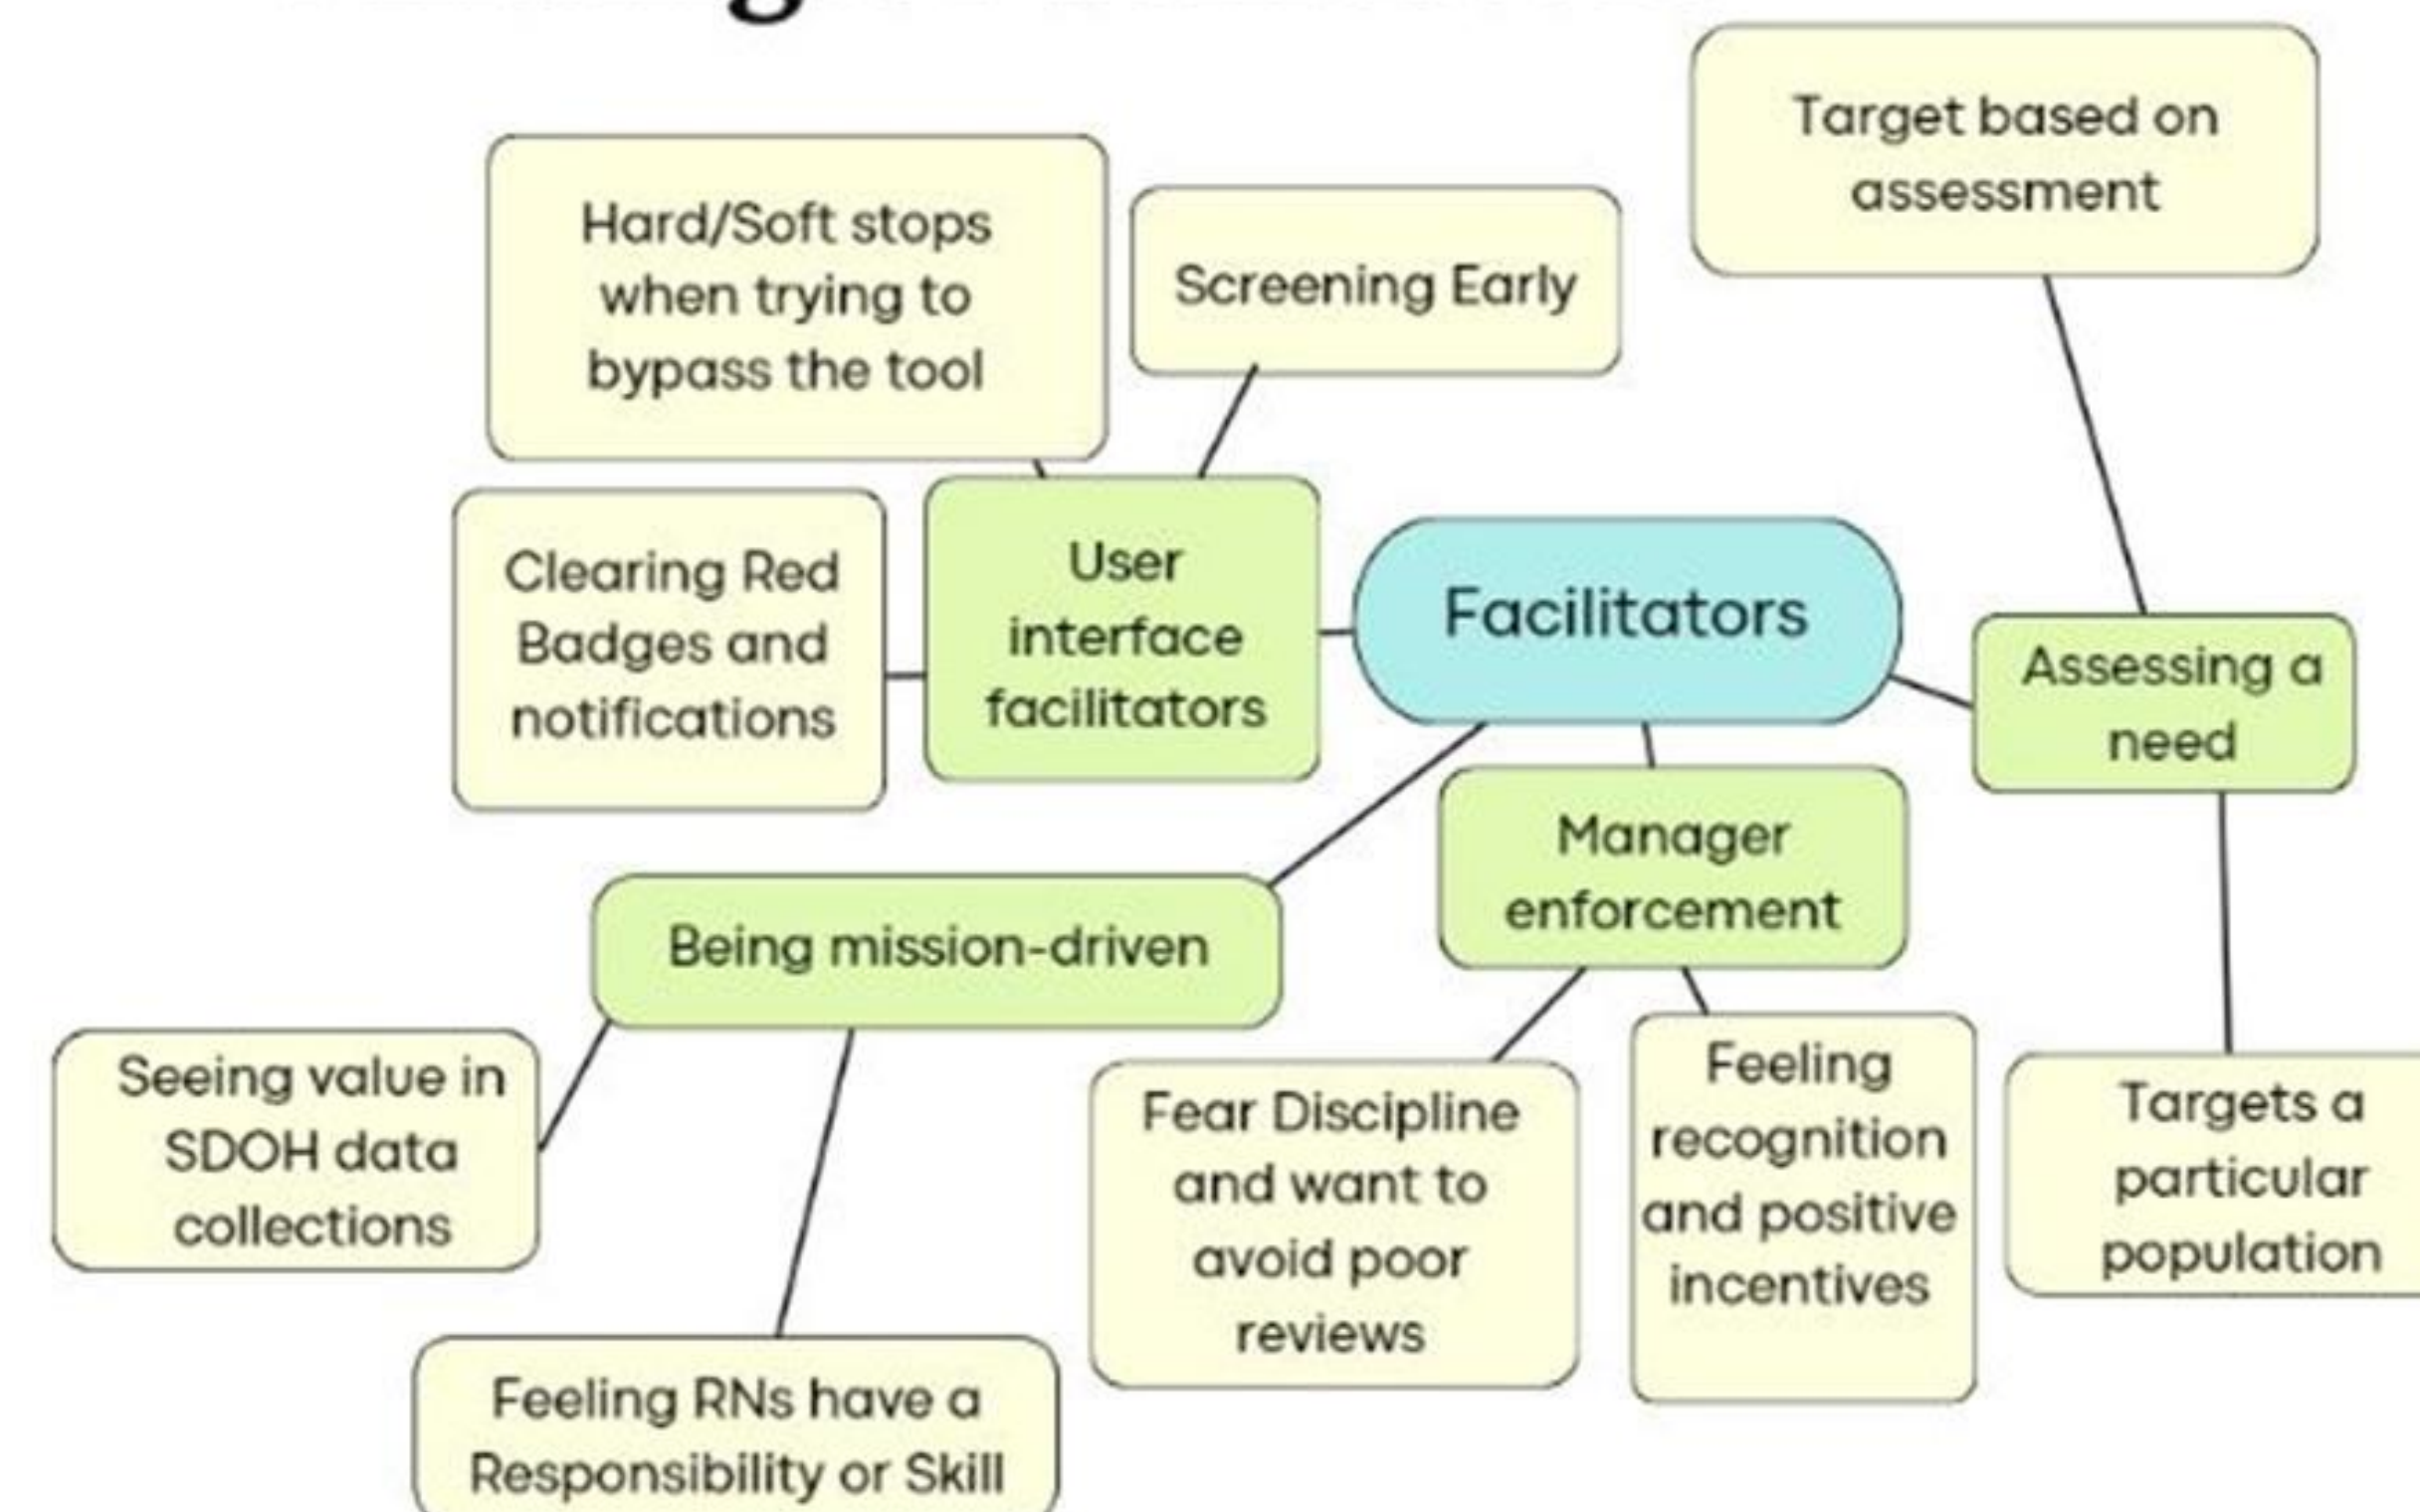 Target based on
assessment
Hard/Soft stops
when trying to
bypass the tool
Screening Early
Clearing Red
Badges and
notifications
User
interface
facilitators
Facilitators
Assessing a
need
Manager
enforcement
Being mission-driven
Seeing value in
SDOH data
collections
Feeling RNs have a
Responsibility or Skill
Fear Discipline
and want to
avoid poor
reviews
Feeling
recognition
and positive
incentives
Targets a
particular
population